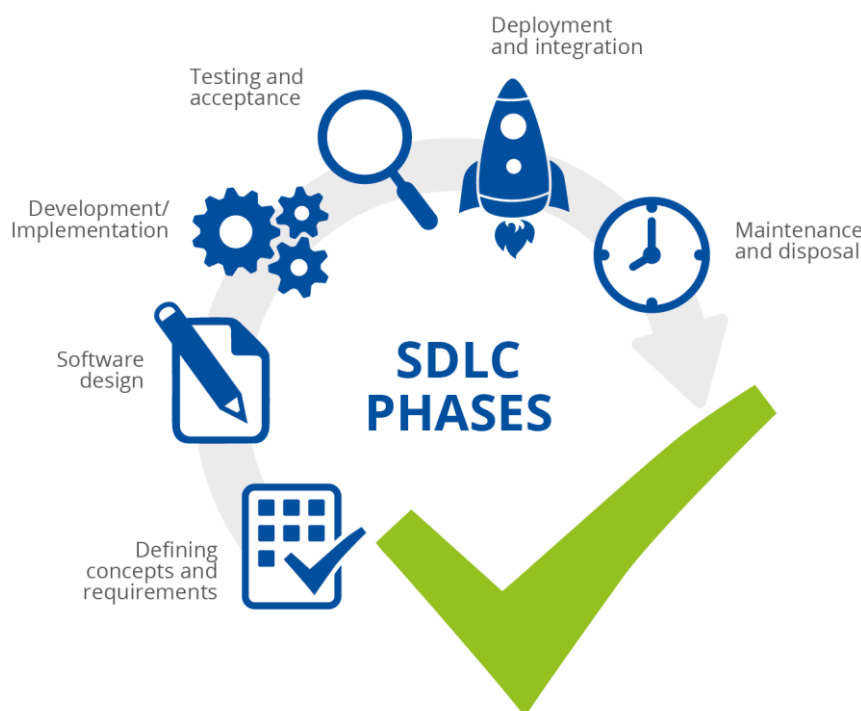 Deployment
and integration
Testing and
acceptance
Development/
Implementation
Maintenance
and disposal
Software
design
SDLC
PHASES
Defining
concepts and
requirements